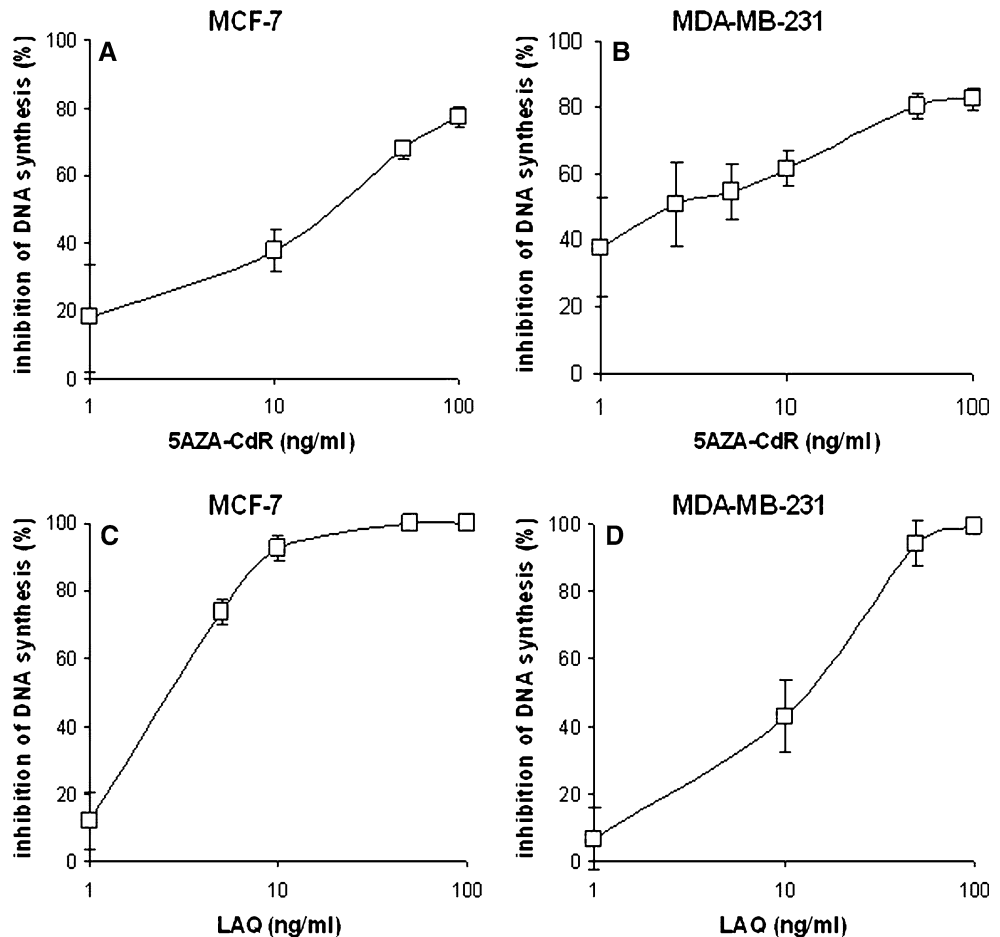 MCF-7
A
inhibition of DNA synthesis (%)
100
80
60
40
20
0
1 10 100
5AZA-CdR (ng/ml)
MDA-MB-231
B
inhibition of DNA synthesis (%)
100
80
60
40
20
0
1 10 100
5AZA-CdR (ng/ml)
MCF-7
C
inhibition of DNA synthesis (%)
100
80
60
40
20
0
1 10 100
LAQ (ng/ml)
MDA-MB-231
D
inhibition of DNA synthesis (%)
100
80
60
40
20
0
1 10 100
LAQ (ng/ml)